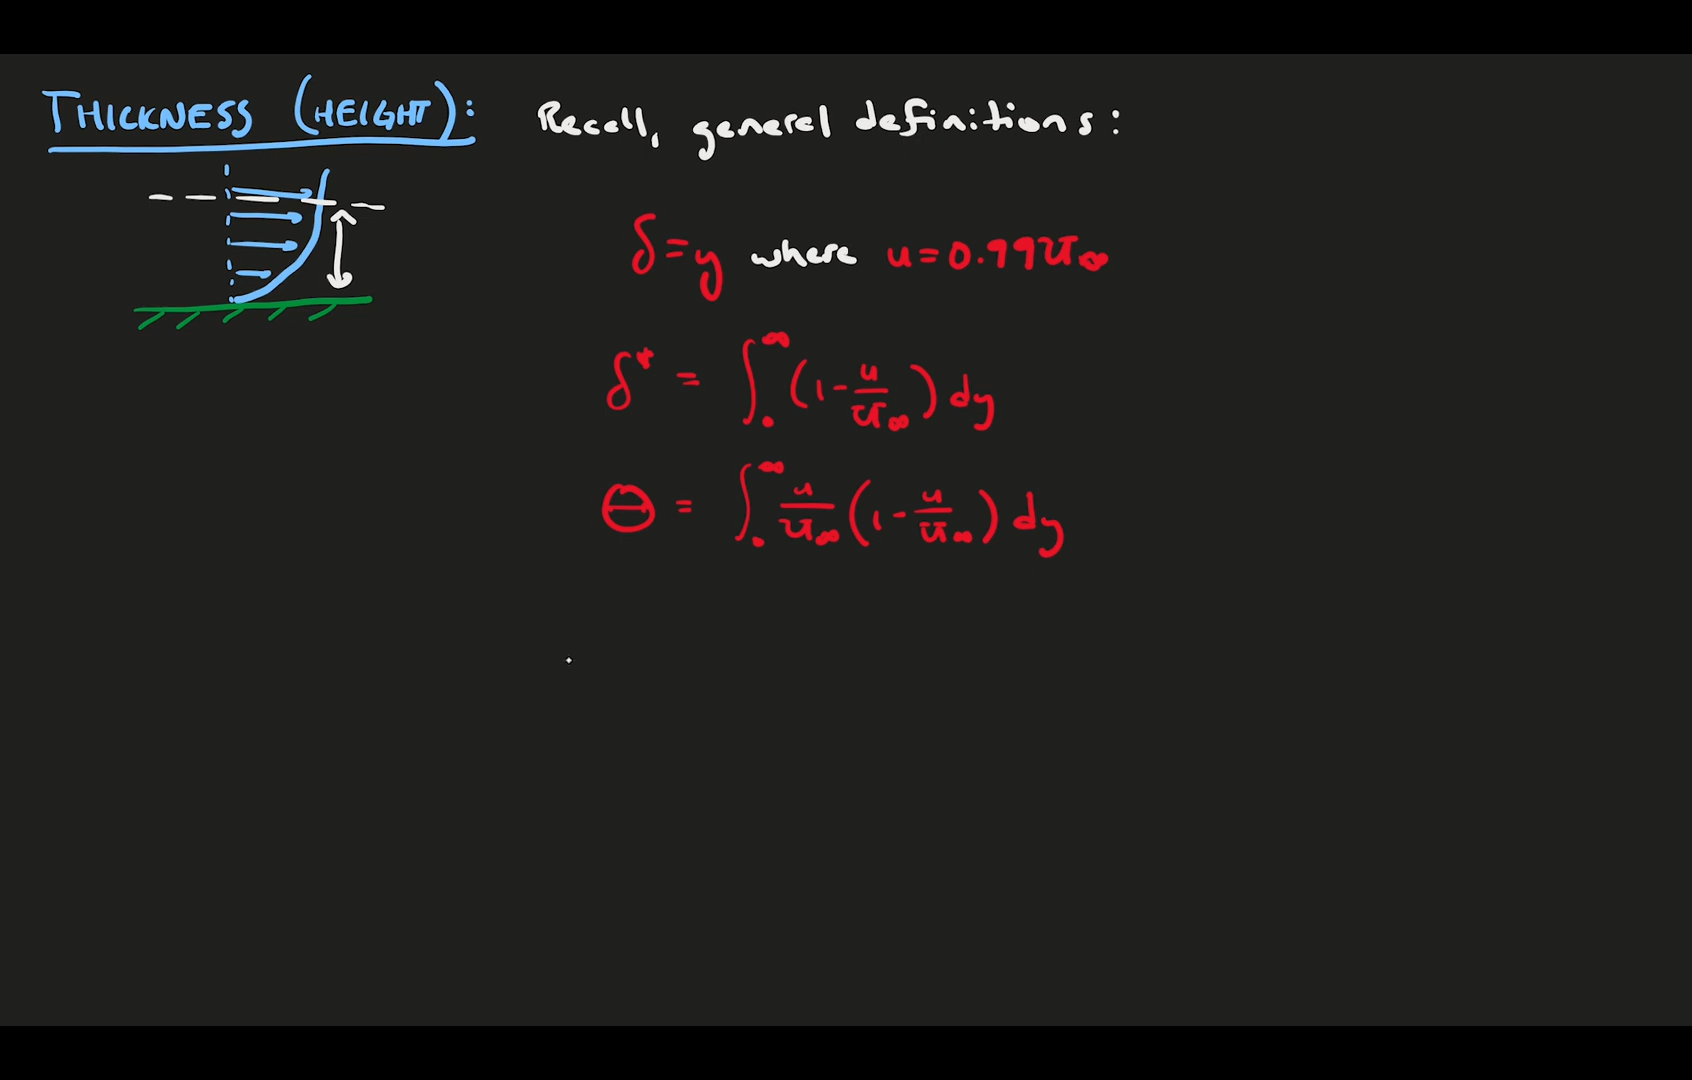 THICKNESS (HEIGHT):
Recall, general definitions:
δ = y where u = 0.99U∞
δ* = ∫₀^∞ (1 - u/U∞) dy
Θ = ∫₀^∞ u/U∞ (1 - u/U∞) dy